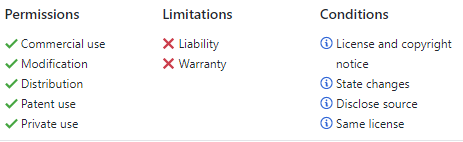 Permissions
Commercial use
Modification
Distribution
Patent use
Private use
Limitations
Liability
Warranty
Conditions
License and copyright
notice
State changes
Disclose source
Same license